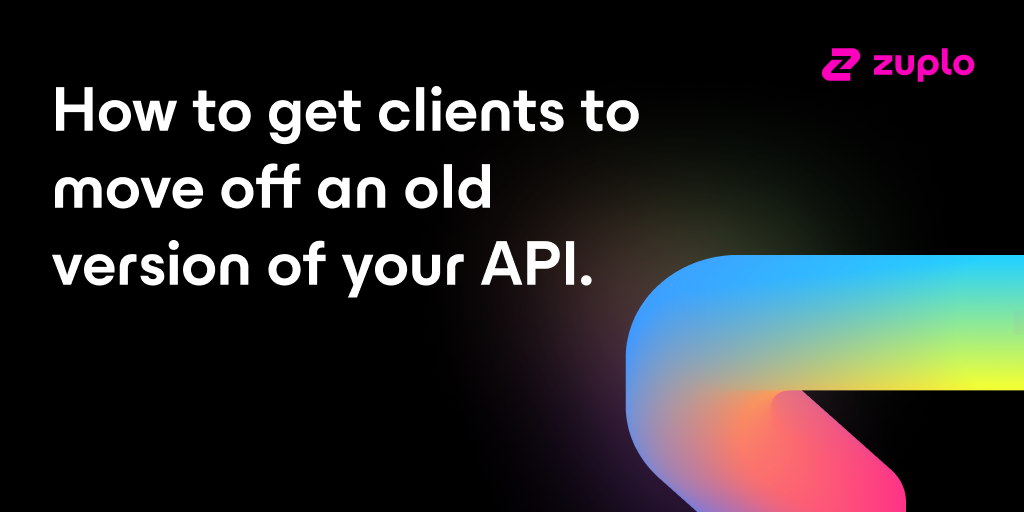 zuplo
How to get clients to
move off an old
version of your API.